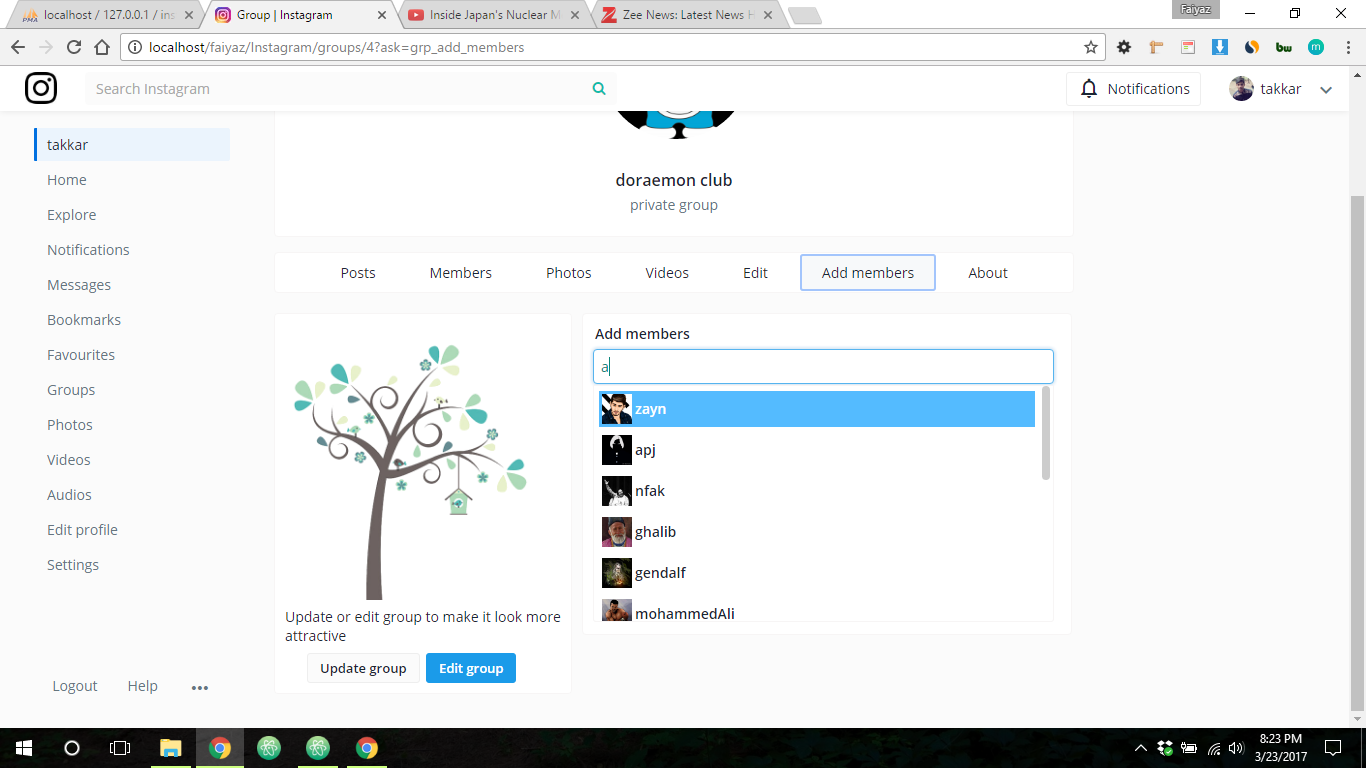 localhost / 127.0.0.1 / ins
Group | Instagram
Inside Japan's Nuclear M
Zee News: Latest News H
Faiyaz
localhost/faiyaz/Instagram/groups/4?ask=grp_add_members
Search Instagram
Notifications
takkar
takkar
Home
Explore
Notifications
Messages
Bookmarks
Favourites
Groups
Photos
Videos
Audios
Edit profile
Settings
Logout Help
doraemon club
private group
Posts Members Photos Videos Edit Add members About
Update or edit group to make it look more
attractive
Update group Edit group
Add members
a
zayn
apj
nfak
ghalib
gendalf
mohammedAli
8:23 PM
3/23/2017